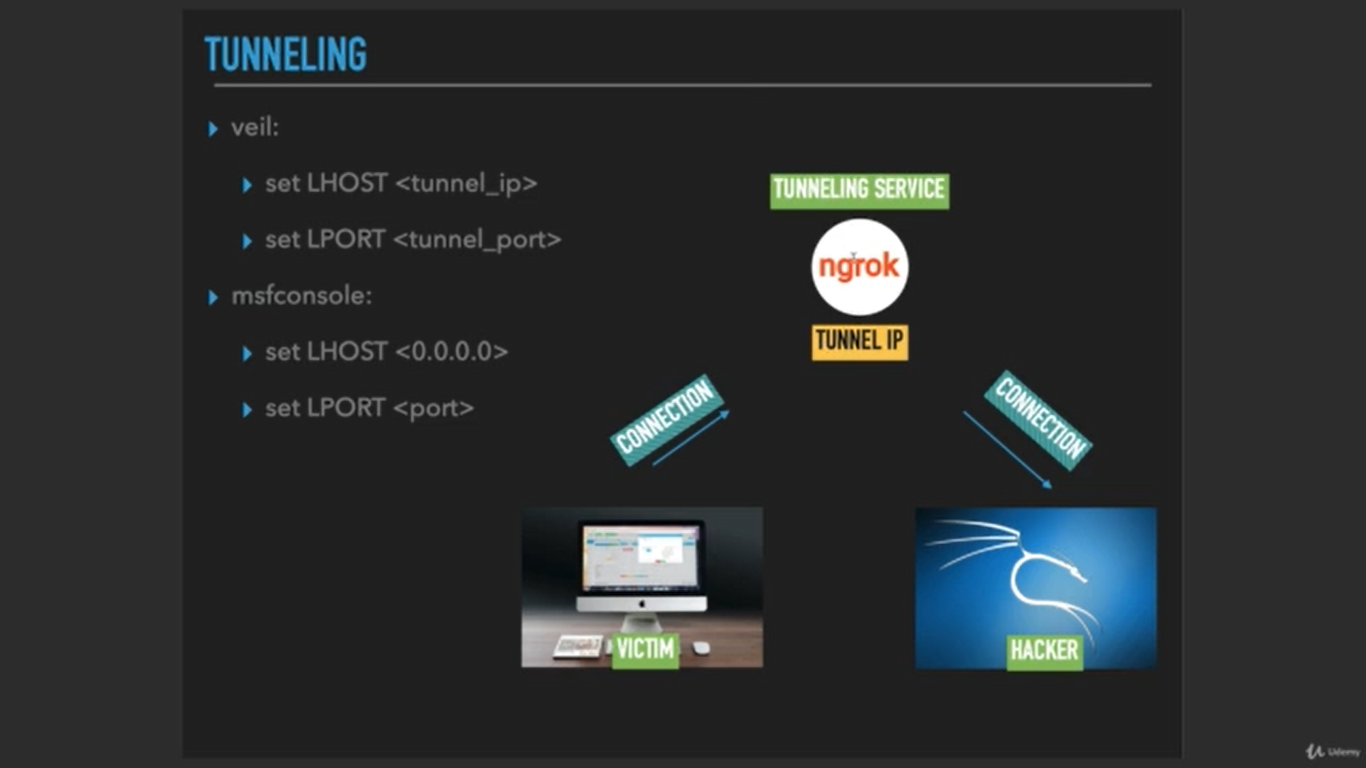 TUNNELING
veil:
set LHOST <tunnel_ip>
set LPORT <tunnel_port>
msfconsole:
set LHOST <0.0.0.0>
set LPORT <port>
TUNNELING SERVICE
ngrok
TUNNEL IP
CONNECTION
CONNECTION
VICTIM
HACKER
Udemy